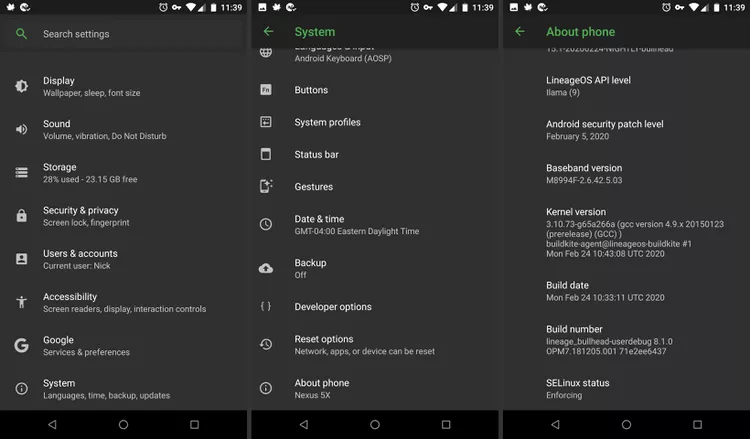 11:39
Search settings
Display
Wallpaper, sleep, font size
Sound
Volume, vibration, Do Not Disturb
Storage
28% used - 23.15 GB free
Security & privacy
Screen lock, fingerprint
Users & accounts
Current user: Nick
Accessibility
Screen readers, display, interaction controls
Google
Services & preferences
System
Languages, time, backup, updates
11:39
System
Languages & input
Android Keyboard (AOSP)
Fn
Buttons
System profiles
Status bar
Gestures
Date & time
GMT-04:00 Eastern Daylight Time
Backup
Off
{ }
Developer options
Reset options
Network, apps, or device can be reset
About phone
Nexus 5X
11:39
About phone
15.1-20200224-NIGHTLY-bullhead
LineageOS API level
Ilama (9)
Android security patch level
February 5, 2020
Baseband version
M8994F-2.6.42.5.03
Kernel version
3.10.73-g65a266a (gcc version 4.9.x 20150123
(prerelease) (GCC) )
buildkite-agent@lineageos-buildkite #1
Mon Feb 24 10:43:08 UTC 2020
Build date
Mon Feb 24 10:33:11 UTC 2020
Build number
lineage_bullhead-userdebug 8.1.0
OPM7.181205.001 71e2ee6437
SELinux status
Enforcing